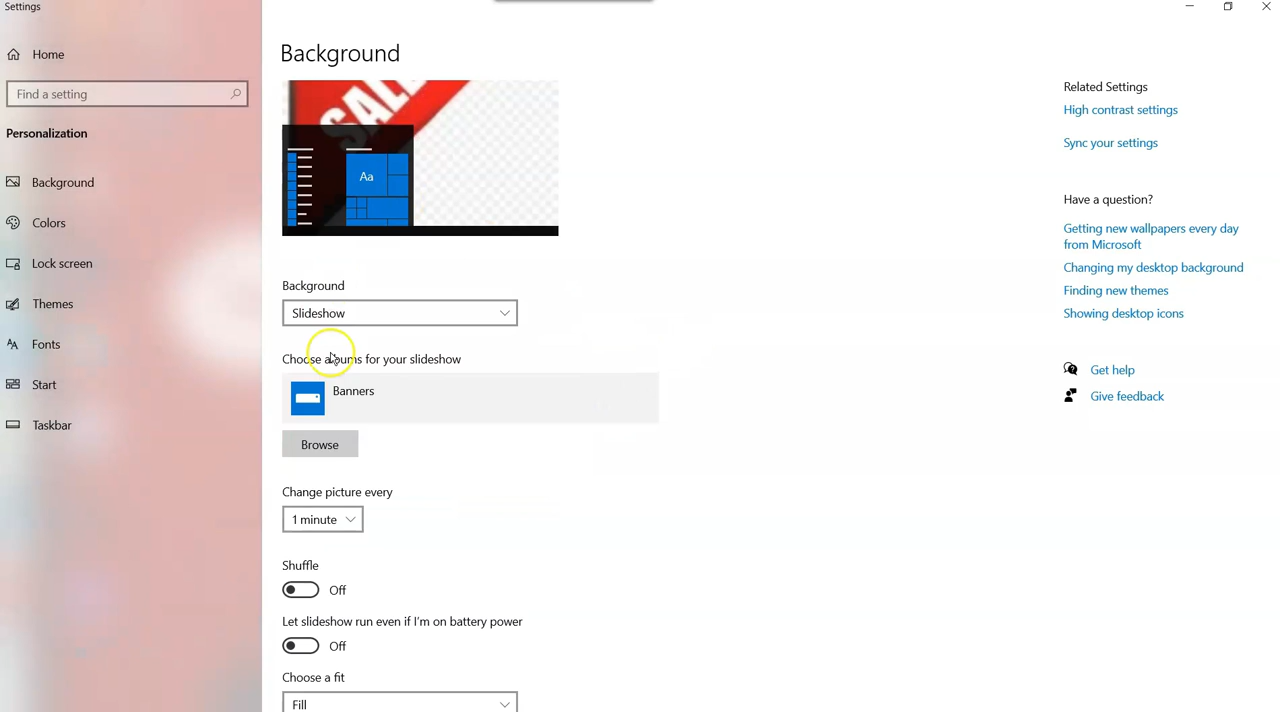 Settings
Home
Find a setting
Personalization
Background
Colors
Lock screen
Themes
Fonts
Start
Taskbar
Background
SALE
Aa
Background
Slideshow
Choose albums for your slideshow
Banners
Browse
Change picture every
1 minute
Shuffle
Off
Let slideshow run even if I'm on battery power
Off
Choose a fit
Fill
Related Settings
High contrast settings
Sync your settings
Have a question?
Getting new wallpapers every day
from Microsoft
Changing my desktop background
Finding new themes
Showing desktop icons
Get help
Give feedback